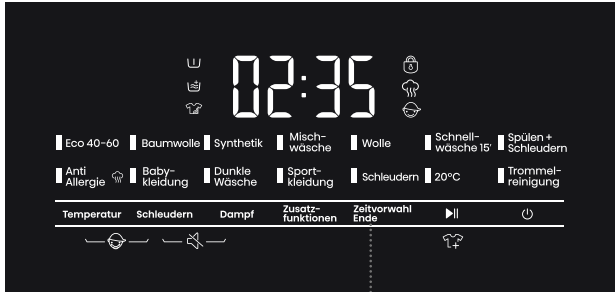 02:35
Eco 40-60 Baumwolle Synthetik Misch-
wäsche Wolle Schnell-
wäsche 15' Spülen +
Schleudern
Anti
Allergie Baby-
kleidung Dunkle
Wäsche Sport-
kleidung Schleudern 20°C Trommel-
reinigung
Temperatur Schleudern Dampf Zusatz-
funktionen Zeitvorwahl
Ende